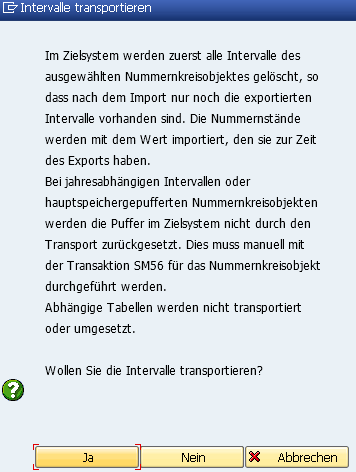 Intervalle transportieren
Im Zielsystem werden zuerst alle Intervalle des
ausgewählten Nummernkreisobjektes gelöscht, so
dass nach dem Import nur noch die exportierten
Intervalle vorhanden sind. Die Nummernstände
werden mit dem Wert importiert, den sie zur Zeit
des Exports haben.
Bei jahresabhängigen Intervallen oder
hauptspeichergepufferten Nummernkreisobjekten
werden die Puffer im Zielsystem nicht durch den
Transport zurückgesetzt. Dies muss manuell mit
der Transaktion SM56 für das Nummernkreisobjekt
durchgeführt werden.
Abhängige Tabellen werden nicht transportiert
oder umgesetzt.
Wollen Sie die Intervalle transportieren?
Ja
Nein
Abbrechen